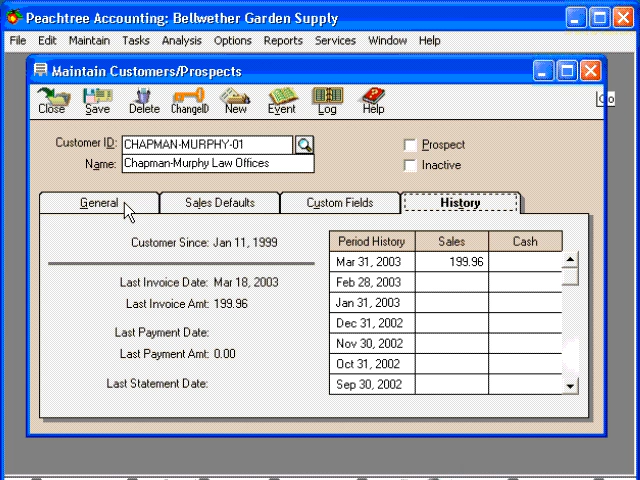 Peachtree Accounting: Bellwether Garden Supply
File Edit Maintain Tasks Analysis Options Reports Services Window Help
Maintain Customers/Prospects
Close Save Delete ChangeID New Event Log Help
Customer ID: CHAPMAN-MURPHY-01
Name: Chapman-Murphy Law Offices
Prospect
Inactive
General Sales Defaults Custom Fields History
Customer Since: Jan 11, 1999
Last Invoice Date: Mar 18, 2003
Last Invoice Amt: 199.96
Last Payment Date:
Last Payment Amt: 0.00
Last Statement Date:
Period History Sales Cash
Mar 31, 2003 199.96
Feb 28, 2003
Jan 31, 2003
Dec 31, 2002
Nov 30, 2002
Oct 31, 2002
Sep 30, 2002